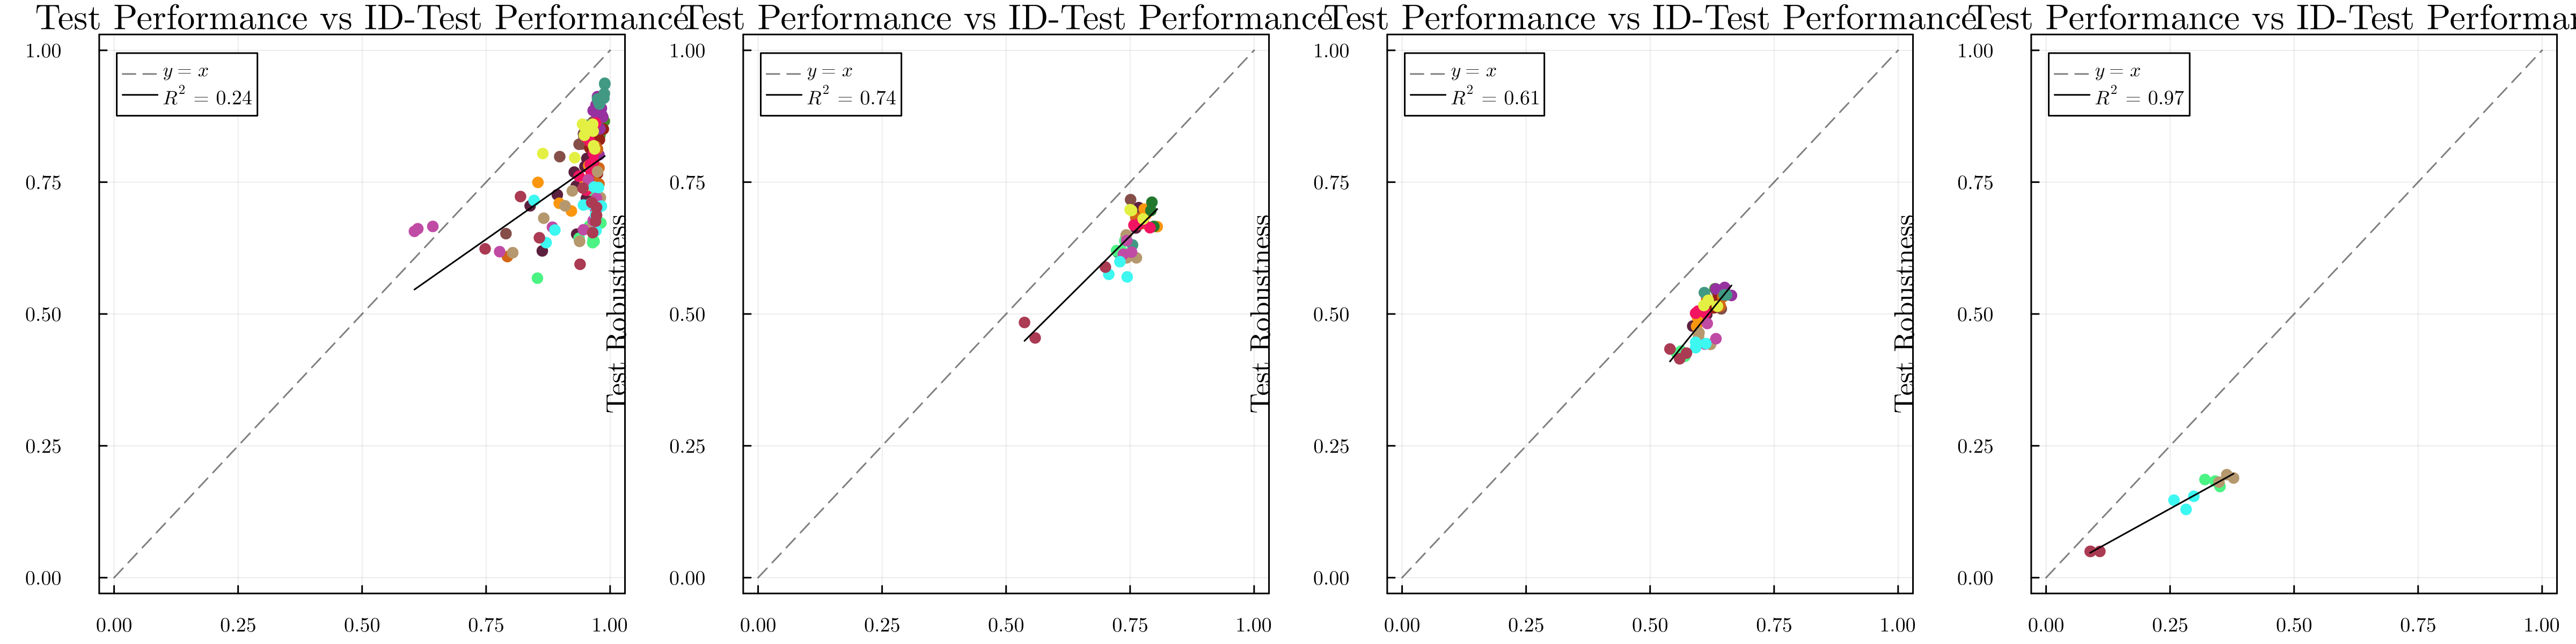 Test Performance vs ID-Test Performance
1.00
0.75
0.50
0.25
0.00
y = x
R² = 0.24
0.00 0.25 0.50 0.75 1.00
Test Performance vs ID-Test Performance
Test Robustness
1.00
0.75
0.50
0.25
0.00
y = x
R² = 0.74
0.00 0.25 0.50 0.75 1.00
Test Performance vs ID-Test Performance
Test Robustness
1.00
0.75
0.50
0.25
0.00
y = x
R² = 0.61
0.00 0.25 0.50 0.75 1.00
Test Performance vs ID-Test Performan
Test Robustness
1.00
0.75
0.50
0.25
0.00
y = x
R² = 0.97
0.00 0.25 0.50 0.75 1.00